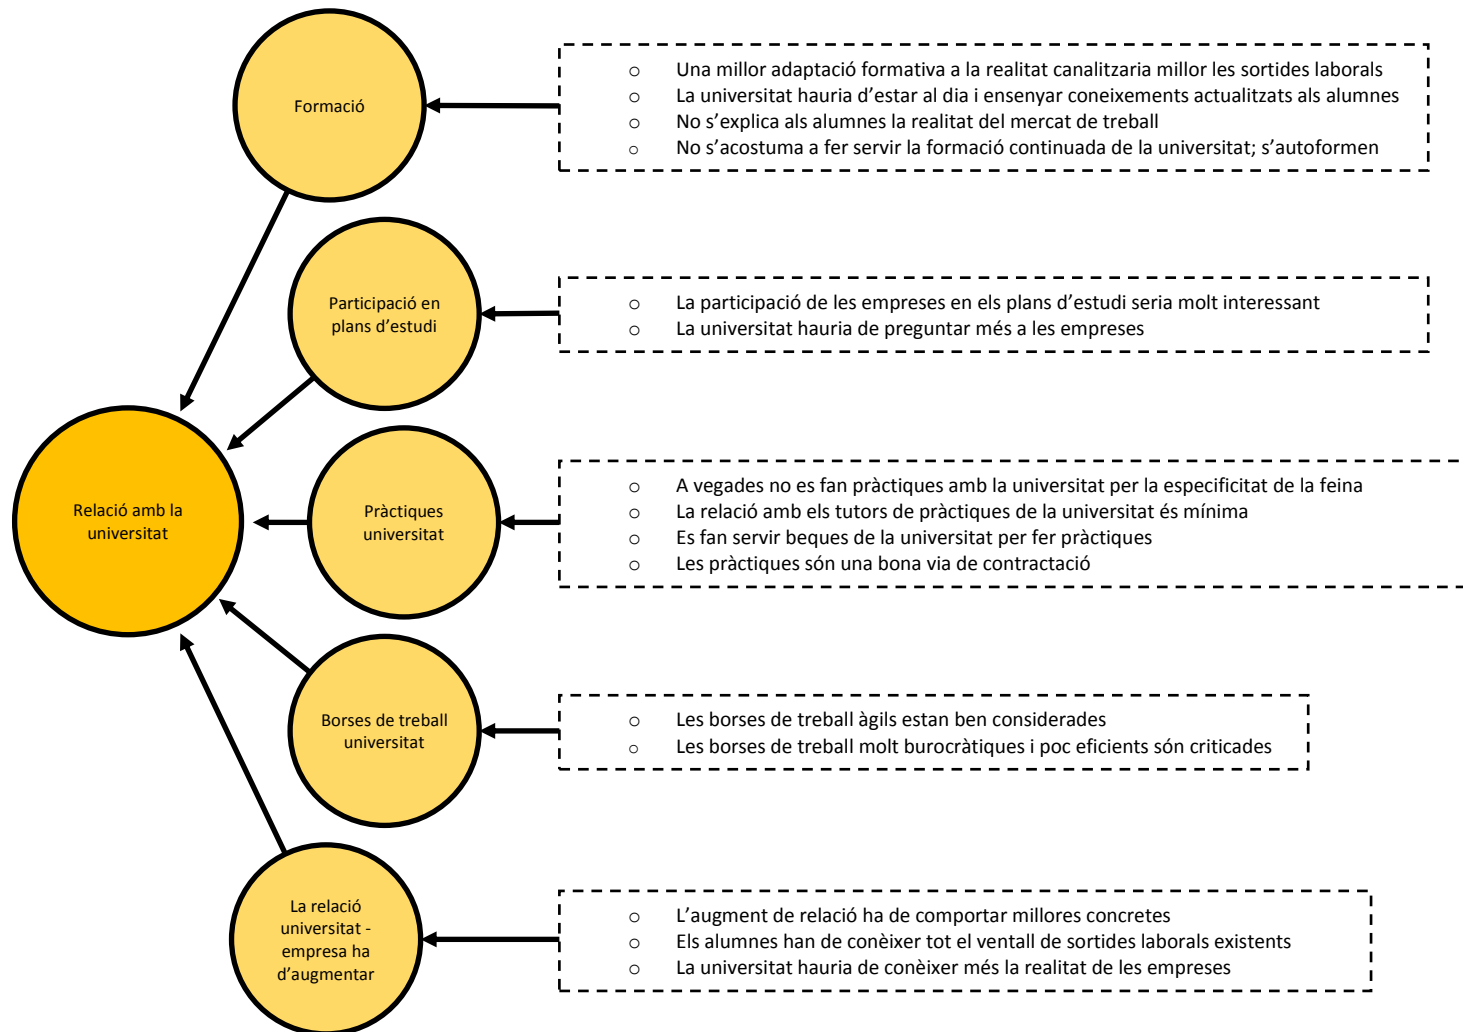 Formació
o Una millor adaptació formativa a la realitat canalitzaria millor les sortides laborals
o La universitat hauria d’estar al dia i ensenyar coneixements actualitzats als alumnes
o No s’explica als alumnes la realitat del mercat de treball
o No s’acostuma a fer servir la formació continuada de la universitat; s’autoformen
Participació en
plans d’estudi
o La participació de les empreses en els plans d’estudi seria molt interessant
o La universitat hauria de preguntar més a les empreses
Relació amb la
universitat
Pràctiques
universitat
o A vegades no es fan pràctiques amb la universitat per la especificitat de la feina
o La relació amb els tutors de pràctiques de la universitat és mínima
o Es fan servir beques de la universitat per fer pràctiques
o Les pràctiques són una bona via de contractació
Borses de treball
universitat
o Les borses de treball àgils estan ben considerades
o Les borses de treball molt burocràtiques i poc eficients són criticades
La relació
universitat -
empresa ha
d’augmentar
o L’augment de relació ha de comportar millores concretes
o Els alumnes han de conèixer tot el ventall de sortides laborals existents
o La universitat hauria de conèixer més la realitat de les empreses